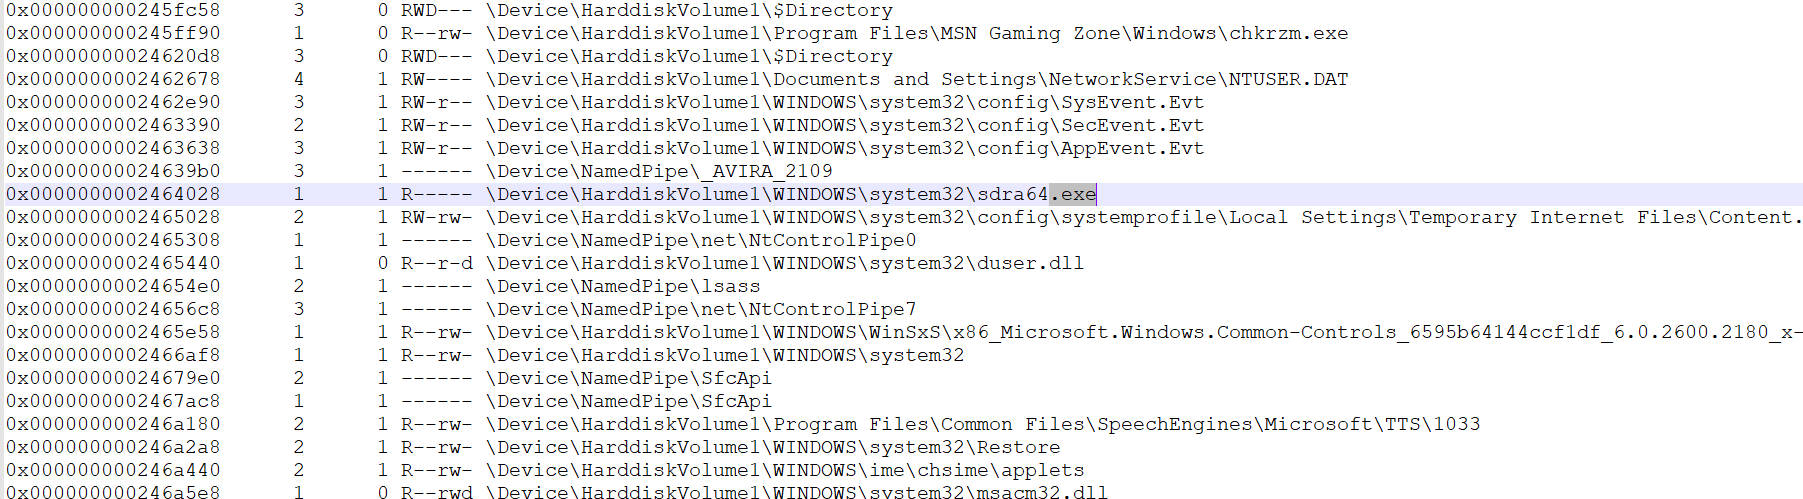 0x000000000245fc58 3 0 RWD--- \Device\HarddiskVolume1\$Directory
0x000000000245ff90 1 0 R--rw- \Device\HarddiskVolume1\Program Files\MSN Gaming Zone\Windows\chkrzm.exe
0x00000000024620d8 3 0 RWD--- \Device\HarddiskVolume1\$Directory
0x0000000002462678 4 1 RW---- \Device\HarddiskVolume1\Documents and Settings\NetworkService\NTUSER.DAT
0x0000000002462e90 3 1 RW-r-- \Device\HarddiskVolume1\WINDOWS\system32\config\SysEvent.Evt
0x0000000002463390 2 1 RW-r-- \Device\HarddiskVolume1\WINDOWS\system32\config\SecEvent.Evt
0x0000000002463638 3 1 RW-r-- \Device\HarddiskVolume1\WINDOWS\system32\config\AppEvent.Evt
0x00000000024639b0 3 1 ------ \Device\NamedPipe\_AVIRA_2109
0x0000000002464028 1 1 R----- \Device\HarddiskVolume1\WINDOWS\system32\sdra64.exe
0x0000000002465028 2 1 RW-rw- \Device\HarddiskVolume1\WINDOWS\system32\config\systemprofile\Local Settings\Temporary Internet Files\Content.
0x0000000002465308 1 1 ------ \Device\NamedPipe\net\NtControlPipe0
0x0000000002465440 1 0 R--r-d \Device\HarddiskVolume1\WINDOWS\system32\duser.dll
0x00000000024654e0 2 1 ------ \Device\NamedPipe\lsass
0x00000000024656c8 3 1 ------ \Device\NamedPipe\net\NtControlPipe7
0x0000000002465e58 1 1 R--rw- \Device\HarddiskVolume1\WINDOWS\WinSxS\x86_Microsoft.Windows.Common-Controls_6595b64144ccf1df_6.0.2600.2180_x-
0x0000000002466af8 1 1 R--rw- \Device\HarddiskVolume1\WINDOWS\system32
0x00000000024679e0 2 1 ------ \Device\NamedPipe\SfcApi
0x0000000002467ac8 1 1 ------ \Device\NamedPipe\SfcApi
0x000000000246a180 2 1 R--rw- \Device\HarddiskVolume1\Program Files\Common Files\SpeechEngines\Microsoft\TTS\1033
0x000000000246a2a8 2 1 R--rw- \Device\HarddiskVolume1\WINDOWS\system32\Restore
0x000000000246a440 2 1 R--rw- \Device\HarddiskVolume1\WINDOWS\ime\chsime\applets
0x000000000246a5e8 1 0 R--rwd \Device\HarddiskVolume1\WINDOWS\system32\msacm32.dll